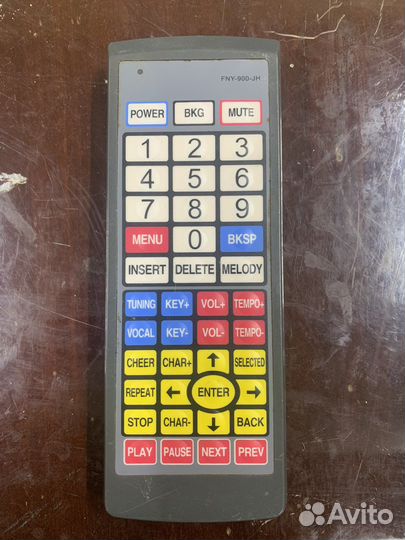 FNY-900-JH
POWER BKG MUTE
1 2 3
4 5 6
7 8 9
MENU 0 BKSP
INSERT DELETE MELODY
TUNING KEY+ VOL+ TEMPO+
VOCAL KEY- VOL- TEMPO-
CHEER CHAR+ ↑ SELECTED
REPEAT ← ENTER →
STOP CHAR- ↓ BACK
PLAY PAUSE NEXT PREV
Avito